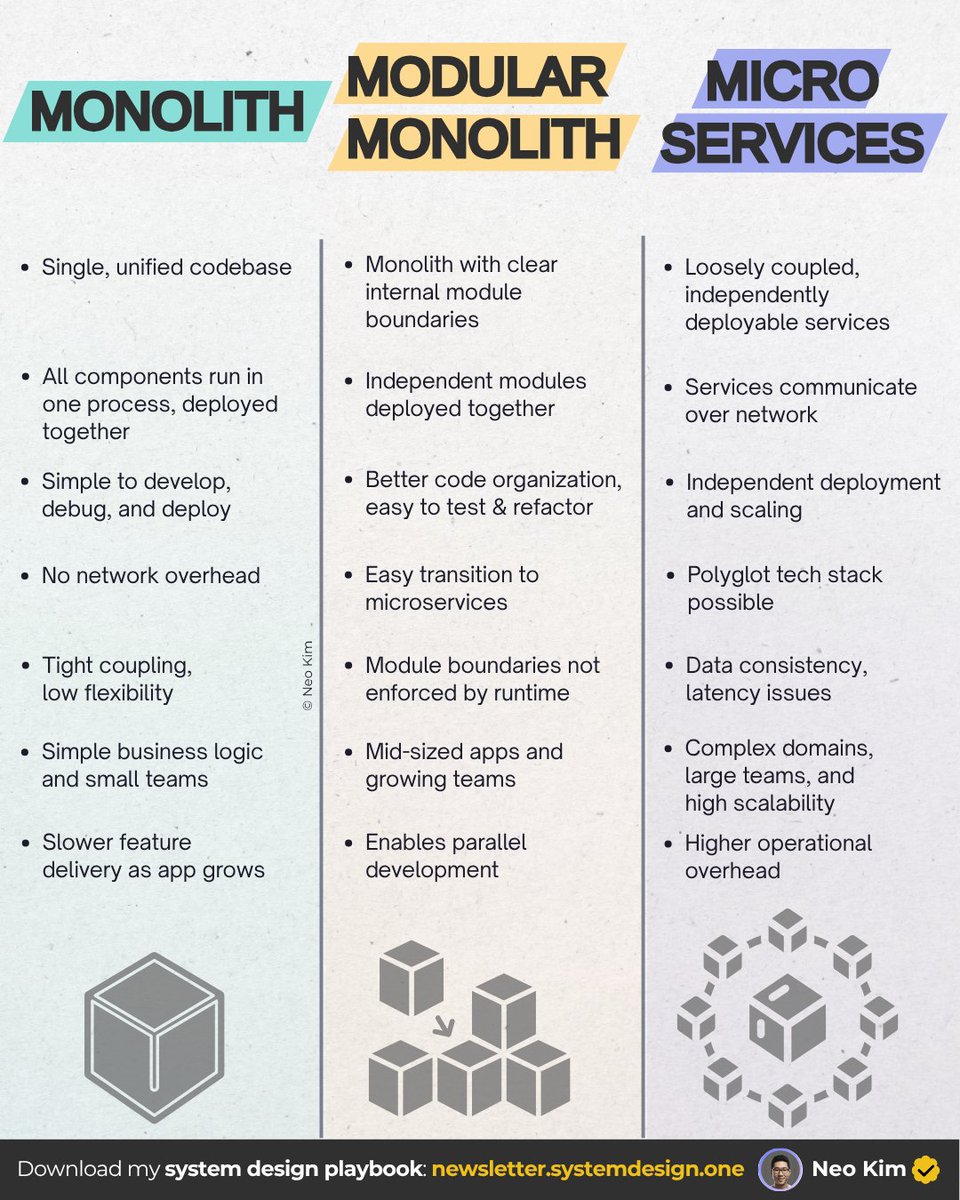 MONOLITH
MODULAR
MONOLITH
MICRO
SERVICES
• Single, unified codebase
• All components run in
one process, deployed
together
• Simple to develop,
debug, and deploy
• No network overhead
• Tight coupling,
low flexibility
• Simple business logic
and small teams
• Slower feature
delivery as app grows
© Neo Kim
• Monolith with clear
internal module
boundaries
• Independent modules
deployed together
• Better code organization,
easy to test & refactor
• Easy transition to
microservices
• Module boundaries not
enforced by runtime
• Mid-sized apps and
growing teams
• Enables parallel
development
• Loosely coupled,
independently
deployable services
• Services communicate
over network
• Independent deployment
and scaling
• Polyglot tech stack
possible
• Data consistency,
latency issues
• Complex domains,
large teams, and
high scalability
• Higher operational
overhead
Download my system design playbook: newsletter.systemdesign.one
Neo Kim